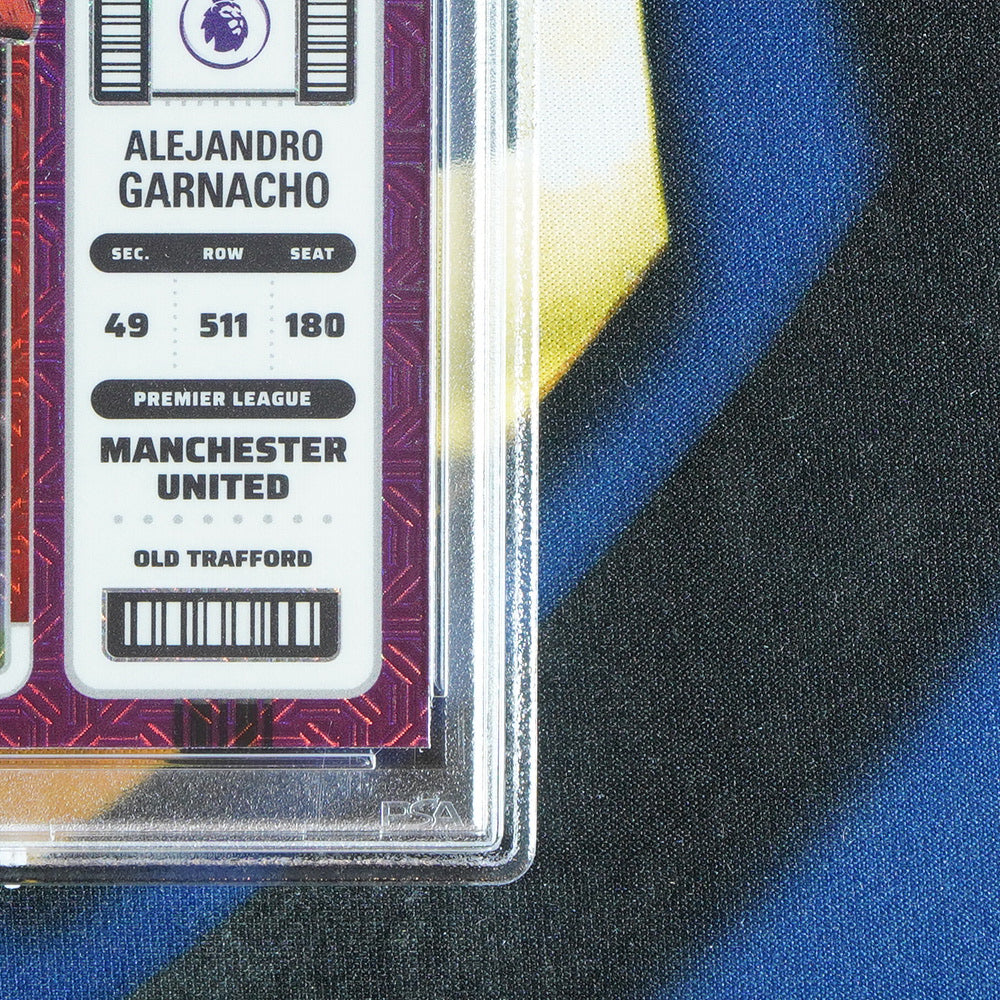 ALEJANDRO
GARNACHO
SEC. ROW SEAT
49 511 180
PREMIER LEAGUE
MANCHESTER
UNITED
OLD TRAFFORD
PSA